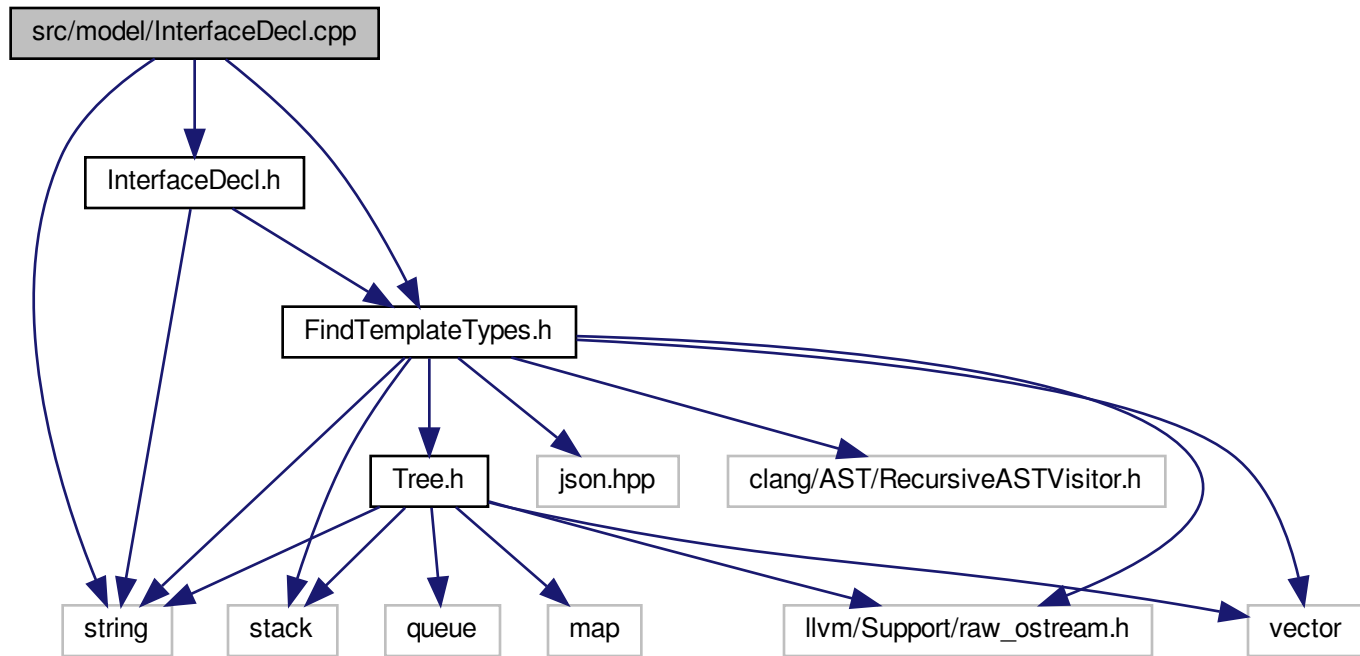 src/model/InterfaceDecl.cpp
InterfaceDecl.h
FindTemplateTypes.h
Tree.h
json.hpp
clang/AST/RecursiveASTVisitor.h
string
stack
queue
map
llvm/Support/raw_ostream.h
vector